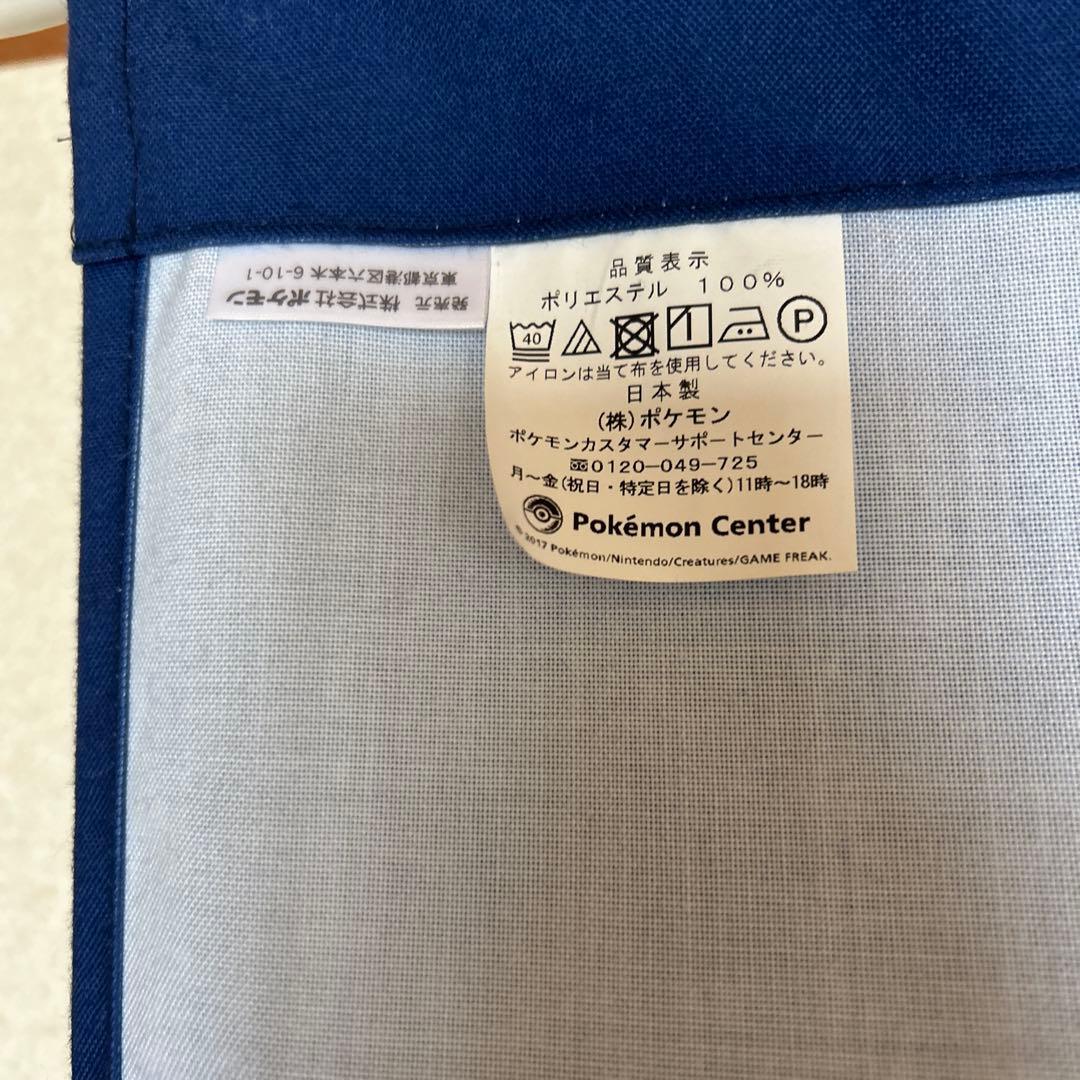 発売元 株式会社ポケモン
東京都港区六本木6-10-1
品質表示
ポリエステル 100%
40 P
アイロンは当て布を使用してください。
日本製
(株)ポケモン
ポケモンカスタマーサポートセンター
0120-049-725
月〜金(祝日・特定日を除く)11時〜18時
Pokémon Center
© 2017 Pokémon/Nintendo/Creatures/GAME FREAK.